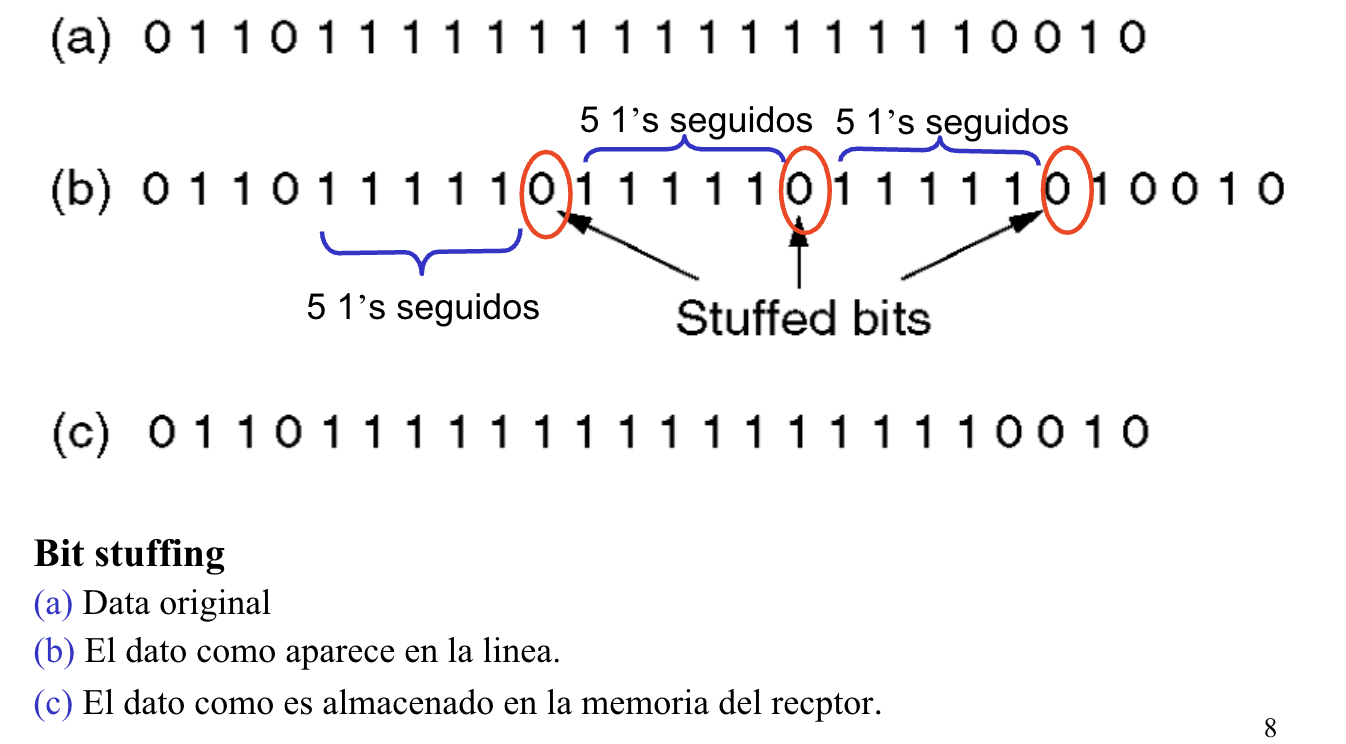 (a) 0 1 1 0 1 1 1 1 1 1 1 1 1 1 1 1 1 1 1 1 0 0 1 0
5 1's seguidos 5 1's seguidos
(b) 0 1 1 0 1 1 1 1 1 0 1 1 1 1 1 0 1 1 1 1 1 0 1 0 0 1 0
5 1's seguidos
Stuffed bits
(c) 0 1 1 0 1 1 1 1 1 1 1 1 1 1 1 1 1 1 1 1 0 0 1 0
Bit stuffing
(a) Data original
(b) El dato como aparece en la linea.
(c) El dato como es almacenado en la memoria del recptor.
8